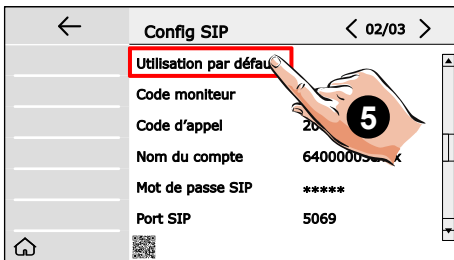 Config SIP
02/03
Utilisation par défau
Code moniteur
Code d'appel
20
Nom du compte
Mot de passe SIP *****
Port SIP 5069
5